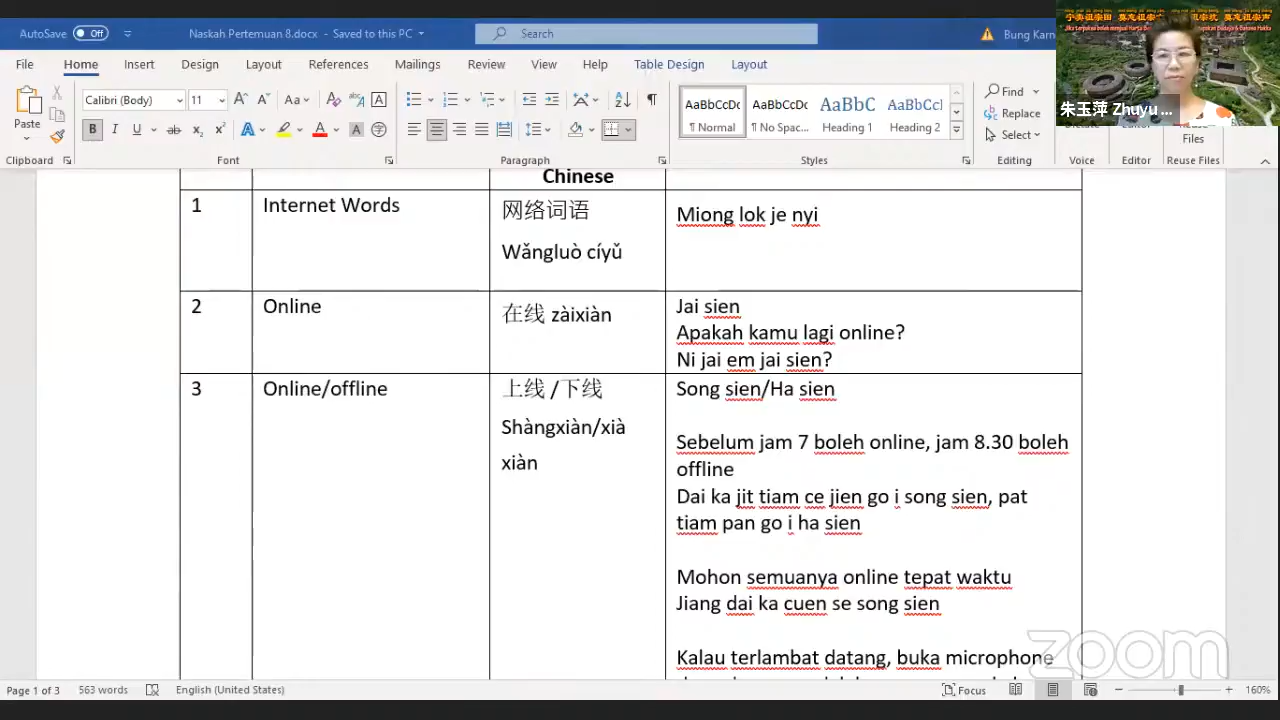 AutoSave Off Naskah Pertemuan 8.docx - Saved to this PC Search Bung Karn
File Home Insert Design Layout References Mailings Review View Help Table Design Layout
朱玉萍 Zhuyu ...
Paste Calibri (Body) 11 AaBbCcDc AaBbCcDc AaBbC AaBbCcl Find
Normal No Spac... Heading 1 Heading 2 Replace
Select Files
Clipboard Font Paragraph Styles Editing Voice Editor Reuse Files
Chinese
1 Internet Words 网络词语 Miong lok je nyi
Wǎngluò cíyǔ
2 Online 在线 zàixiàn Jai sien
Apakah kamu lagi online?
Ni jai em jai sien?
3 Online/offline 上线 /下线 Song sien/Ha sien
Shàngxiàn/xià
xiàn
Sebelum jam 7 boleh online, jam 8.30 boleh
offline
Dai ka jit tiam ce jien go i song sien, pat
tiam pan go i ha sien
Mohon semuanya online tepat waktu
Jiang dai ka cuen se song sien
Kalau terlambat datang, buka microphone
zoom
Page 1 of 3 563 words English (United States) Focus 160%